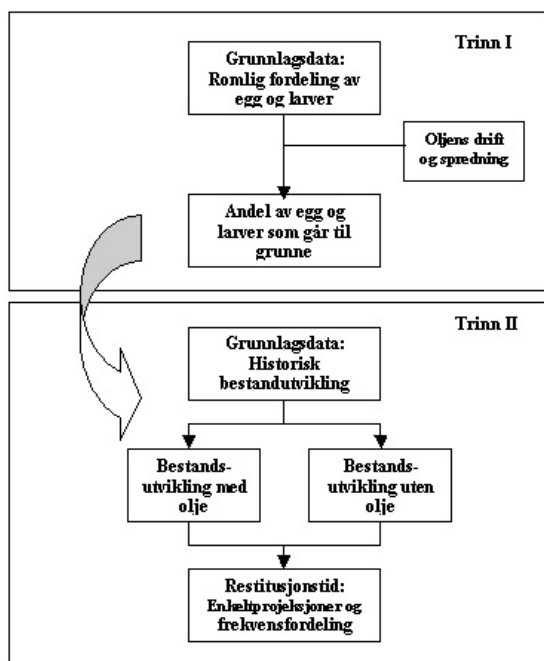 Trinn I
Grunnlagsdata:
Romlig fordeling av
egg og larver
Oljens drift
og spredning
Andel av egg og
larver som går til
grunne
Trinn II
Grunnlagsdata:
Historisk
bestandutvikling
Bestands-
utvikling med
olje
Bestands-
utvikling uten
olje
Restitusjonstid:
Enkeltprojeksjoner og
frekvensfordeling